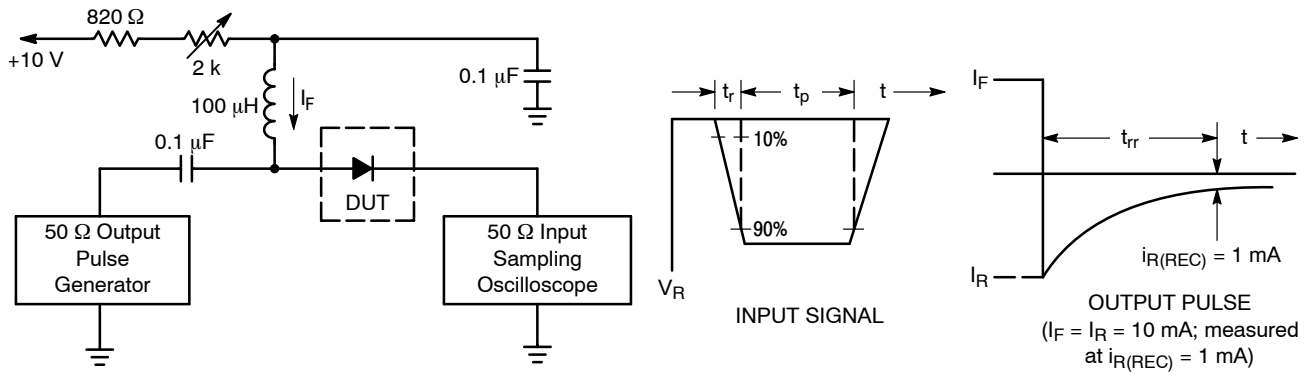 820 Ω
+10 V
2 k
100 μH
I_F
0.1 μF
0.1 μF
DUT
50 Ω Output
Pulse
Generator
50 Ω Input
Sampling
Oscilloscope
t_r
t_p
t
10%
90%
V_R
INPUT SIGNAL
I_F
t_rr
t
I_R
i_R(REC) = 1 mA
OUTPUT PULSE
(I_F = I_R = 10 mA; measured
at i_R(REC) = 1 mA)